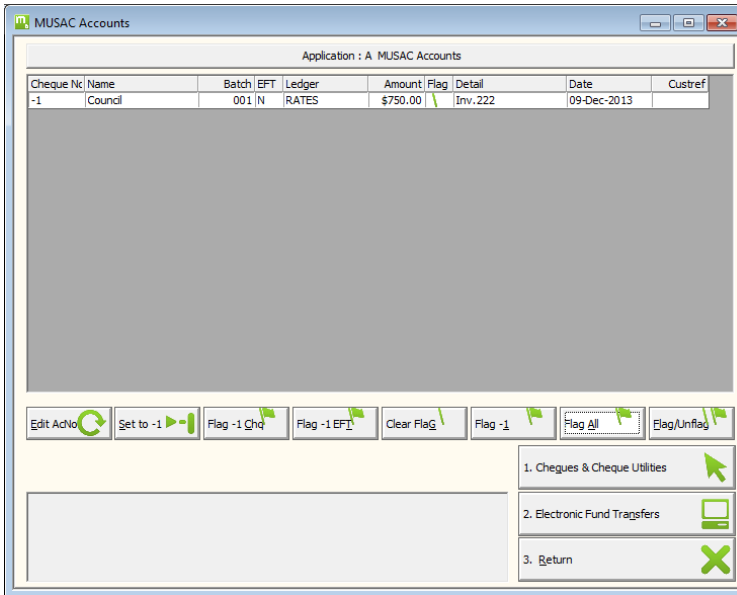 MUSAC Accounts
Application : A MUSAC Accounts
Cheque Nc Name Batch EFT Ledger Amount Flag Detail Date Custref
-1 Council 001 N RATES $750.00 Inv.222 09-Dec-2013
Edit AcNo Set to -1 Flag -1 Chq Flag -1 EFT Clear FlaG Flag -1 Flag All Flag/Unflag
1. Cheques & Cheque Utilities
2. Electronic Fund Transfers
3. Return